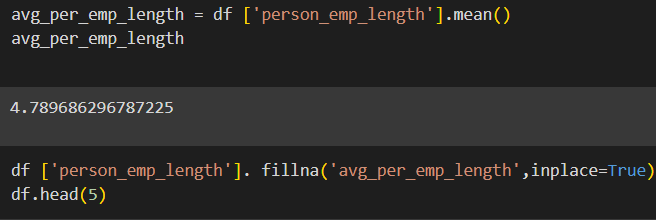 avg_per_emp_length = df ['person_emp_length'].mean()
avg_per_emp_length
4.789686296787225
df ['person_emp_length']. fillna('avg_per_emp_length',inplace=True)
df.head(5)